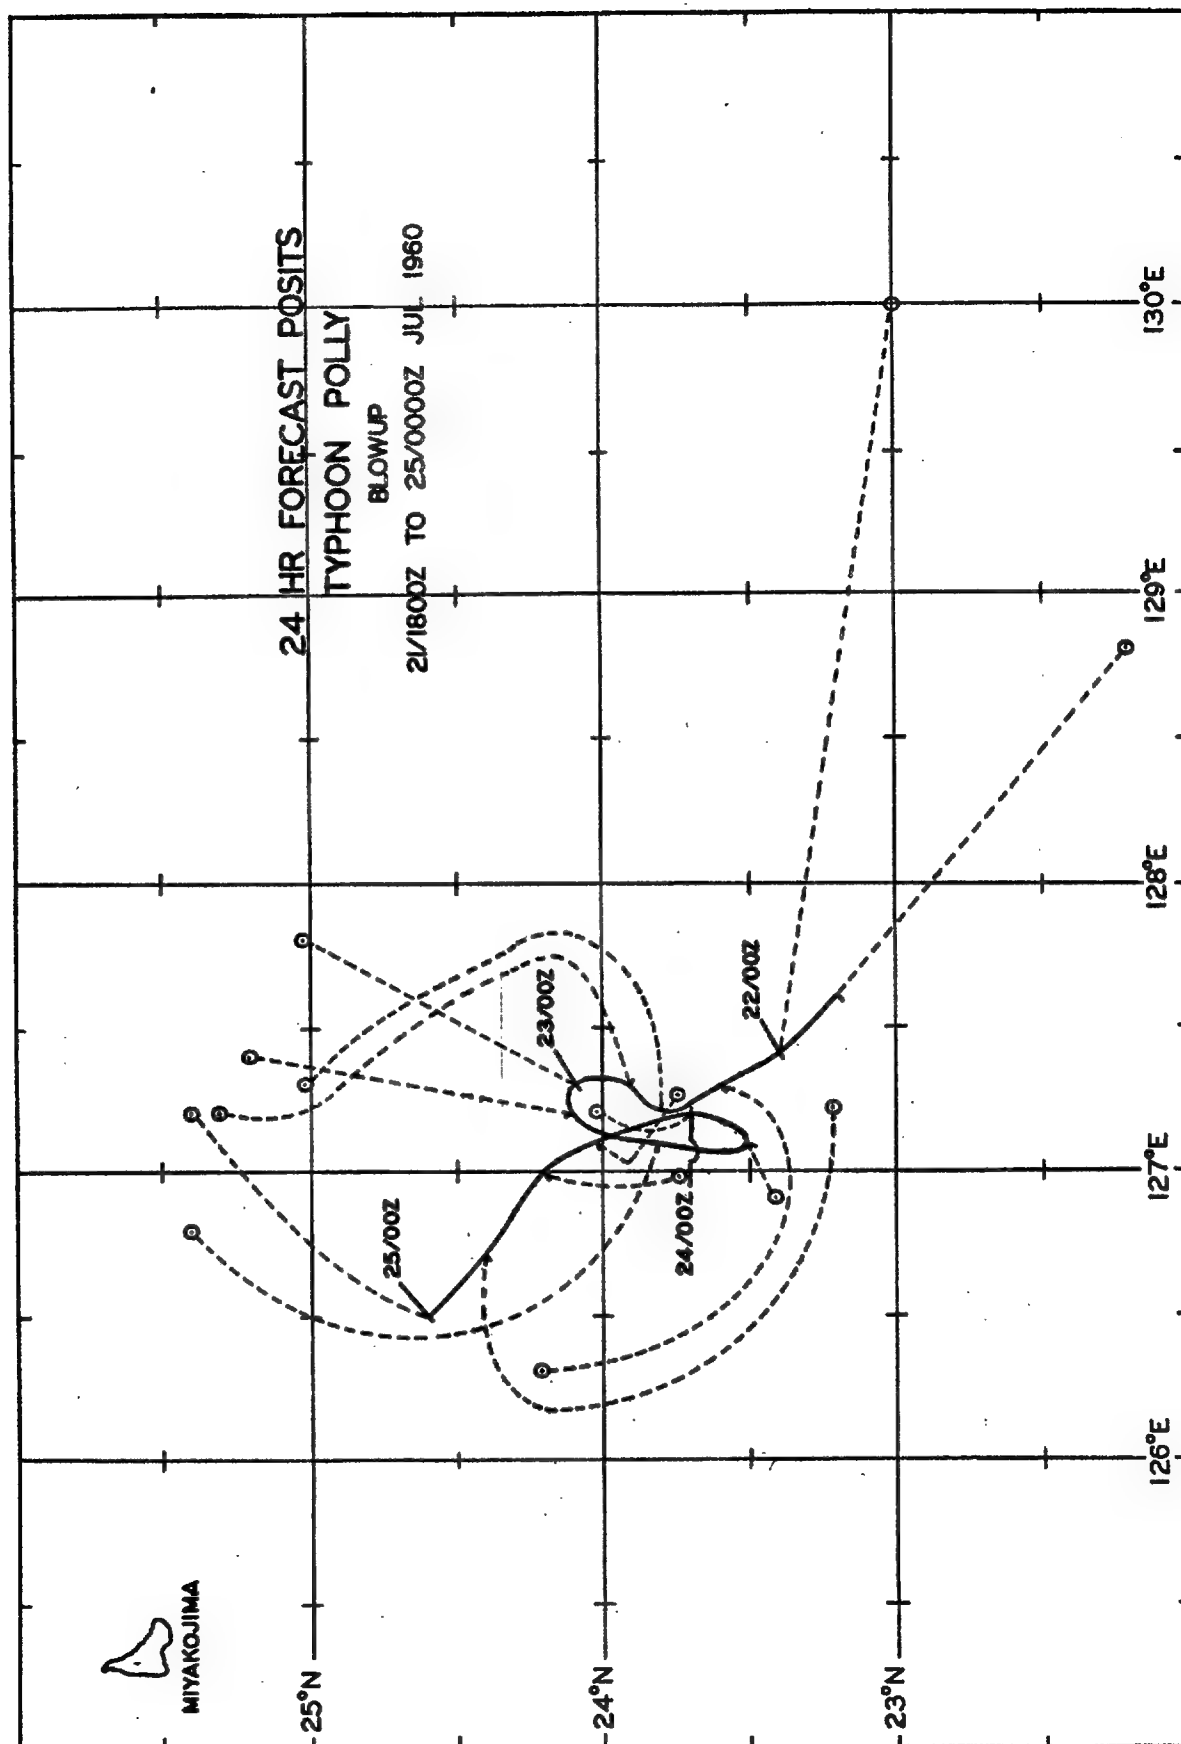 24 HR FORECAST POSITS
TYPHOON POLLY
BLOWUP
21/1800Z TO 25/0000Z JUL 1960
23/00Z
22/00Z
25/00Z
24/00Z
MIYAKOJIMA
25°N
24°N
23°N
126°E
127°E
128°E
129°E
130°E